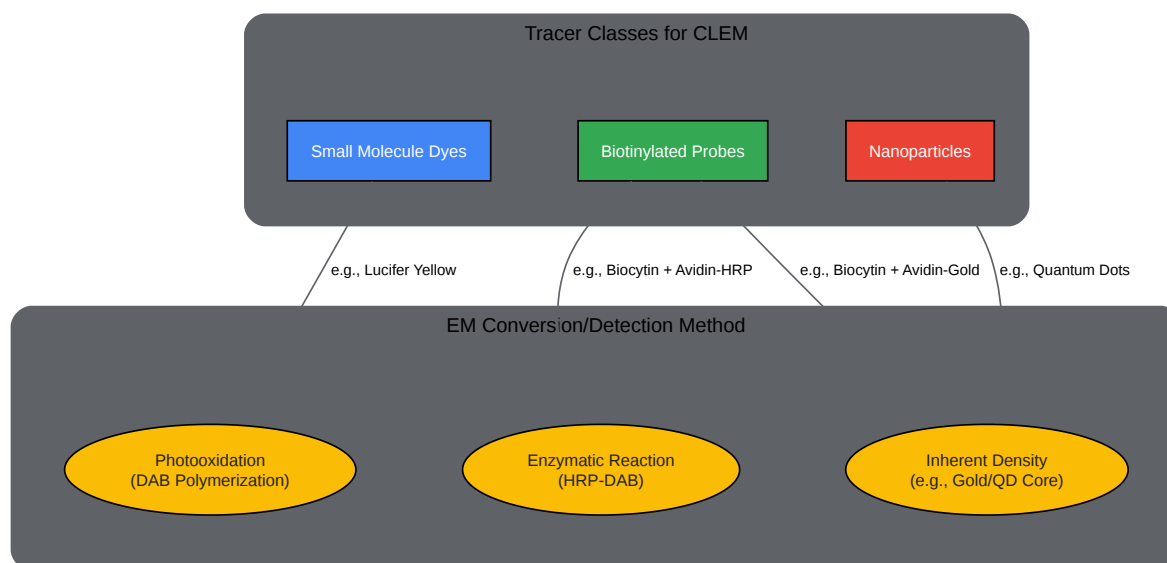 Tracer Classes for CLEM
Small Molecule Dyes
Biotinylated Probes
Nanoparticles
e.g., Lucifer Yellow
e.g., Biocytin + Avidin-HRP
e.g., Biocytin + Avidin-Gold
e.g., Quantum Dots
EM Conversion/Detection Method
Photooxidation
(DAB Polymerization)
Enzymatic Reaction
(HRP-DAB)
Inherent Density
(e.g., Gold/QD Core)